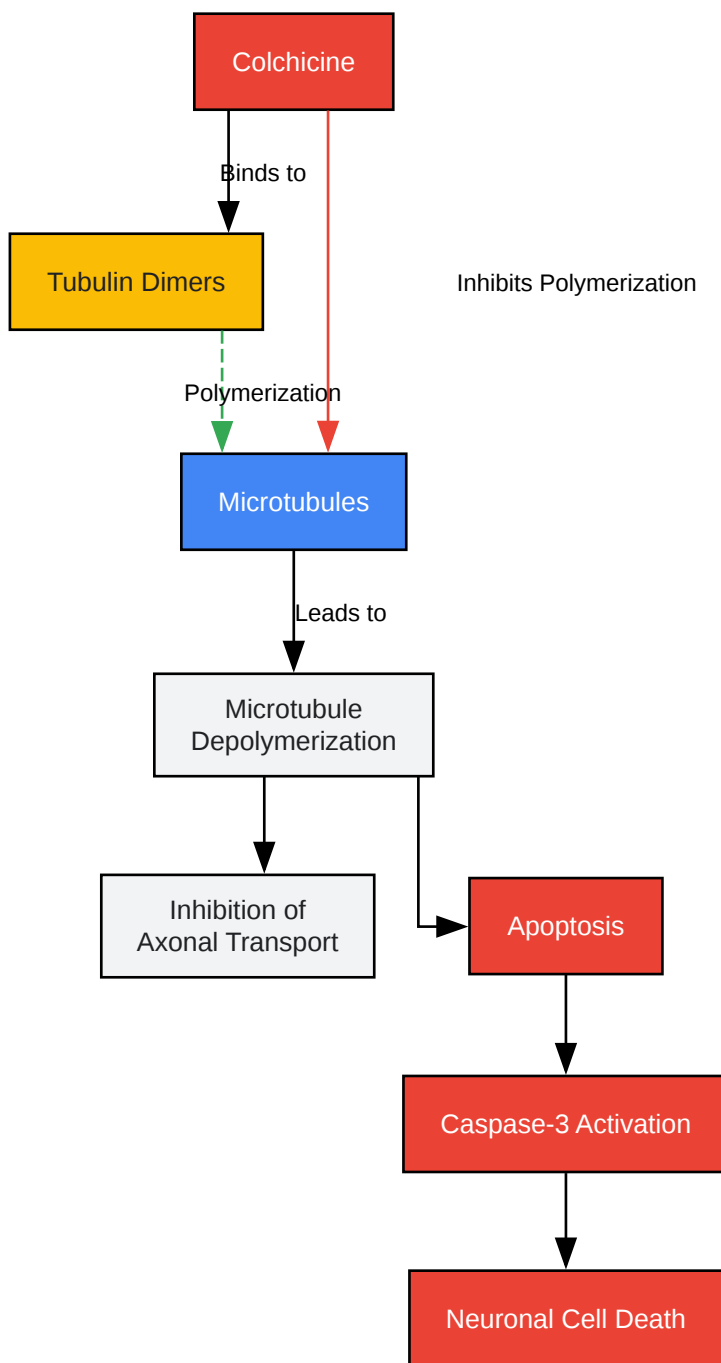 Colchicine
Binds to
Tubulin Dimers
Inhibits Polymerization
Polymerization
Microtubules
Leads to
Microtubule
Depolymerization
Inhibition of
Axonal Transport
Apoptosis
Caspase-3 Activation
Neuronal Cell Death